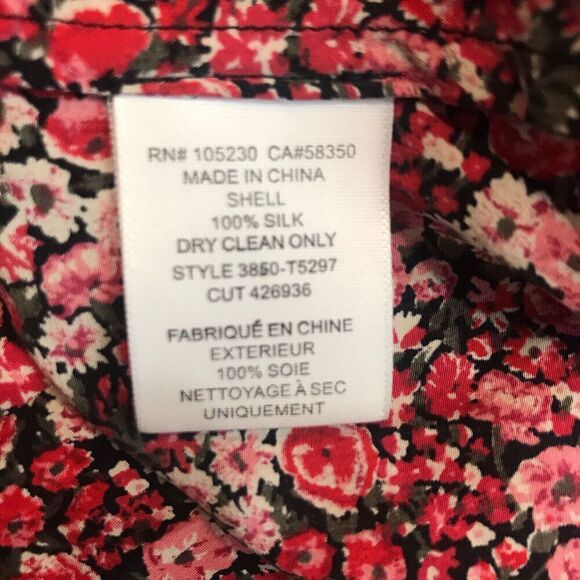 RN# 105230 CA#58350
MADE IN CHINA
SHELL
100% SILK
DRY CLEAN ONLY
STYLE 3850-T5297
CUT 426936
FABRIQUÉ EN CHINE
EXTERIEUR
100% SOIE
NETTOYAGE À SEC
UNIQUEMENT